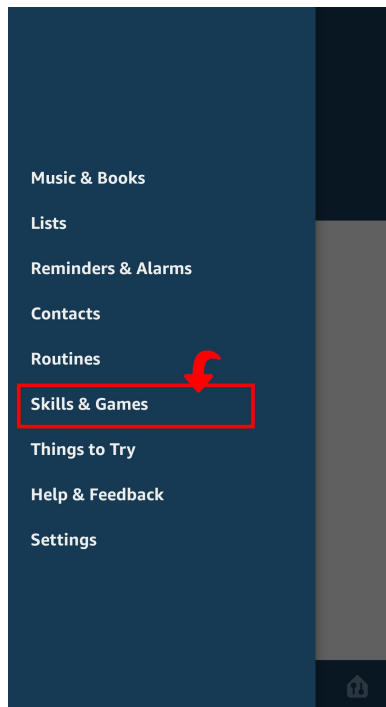 Music & Books
Lists
Reminders & Alarms
Contacts
Routines
Skills & Games
Things to Try
Help & Feedback
Settings